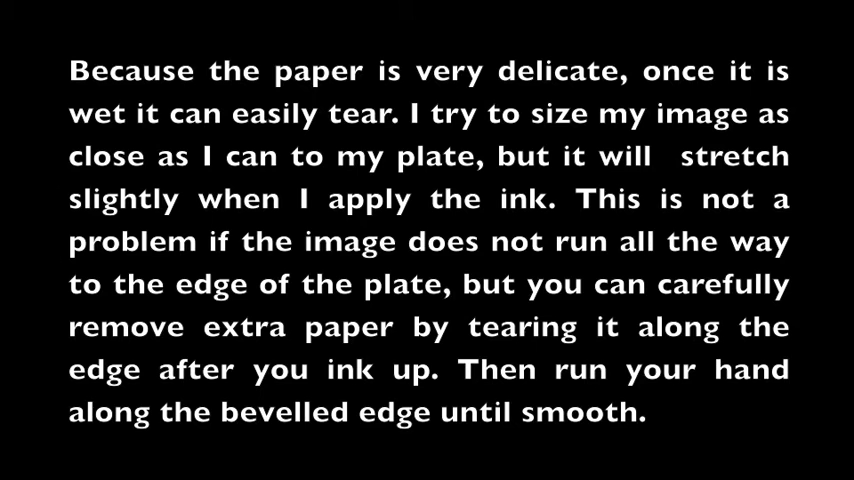 Because the paper is very delicate, once it is
wet it can easily tear. I try to size my image as
close as I can to my plate, but it will stretch
slightly when I apply the ink. This is not a
problem if the image does not run all the way
to the edge of the plate, but you can carefully
remove extra paper by tearing it along the
edge after you ink up. Then run your hand
along the bevelled edge until smooth.